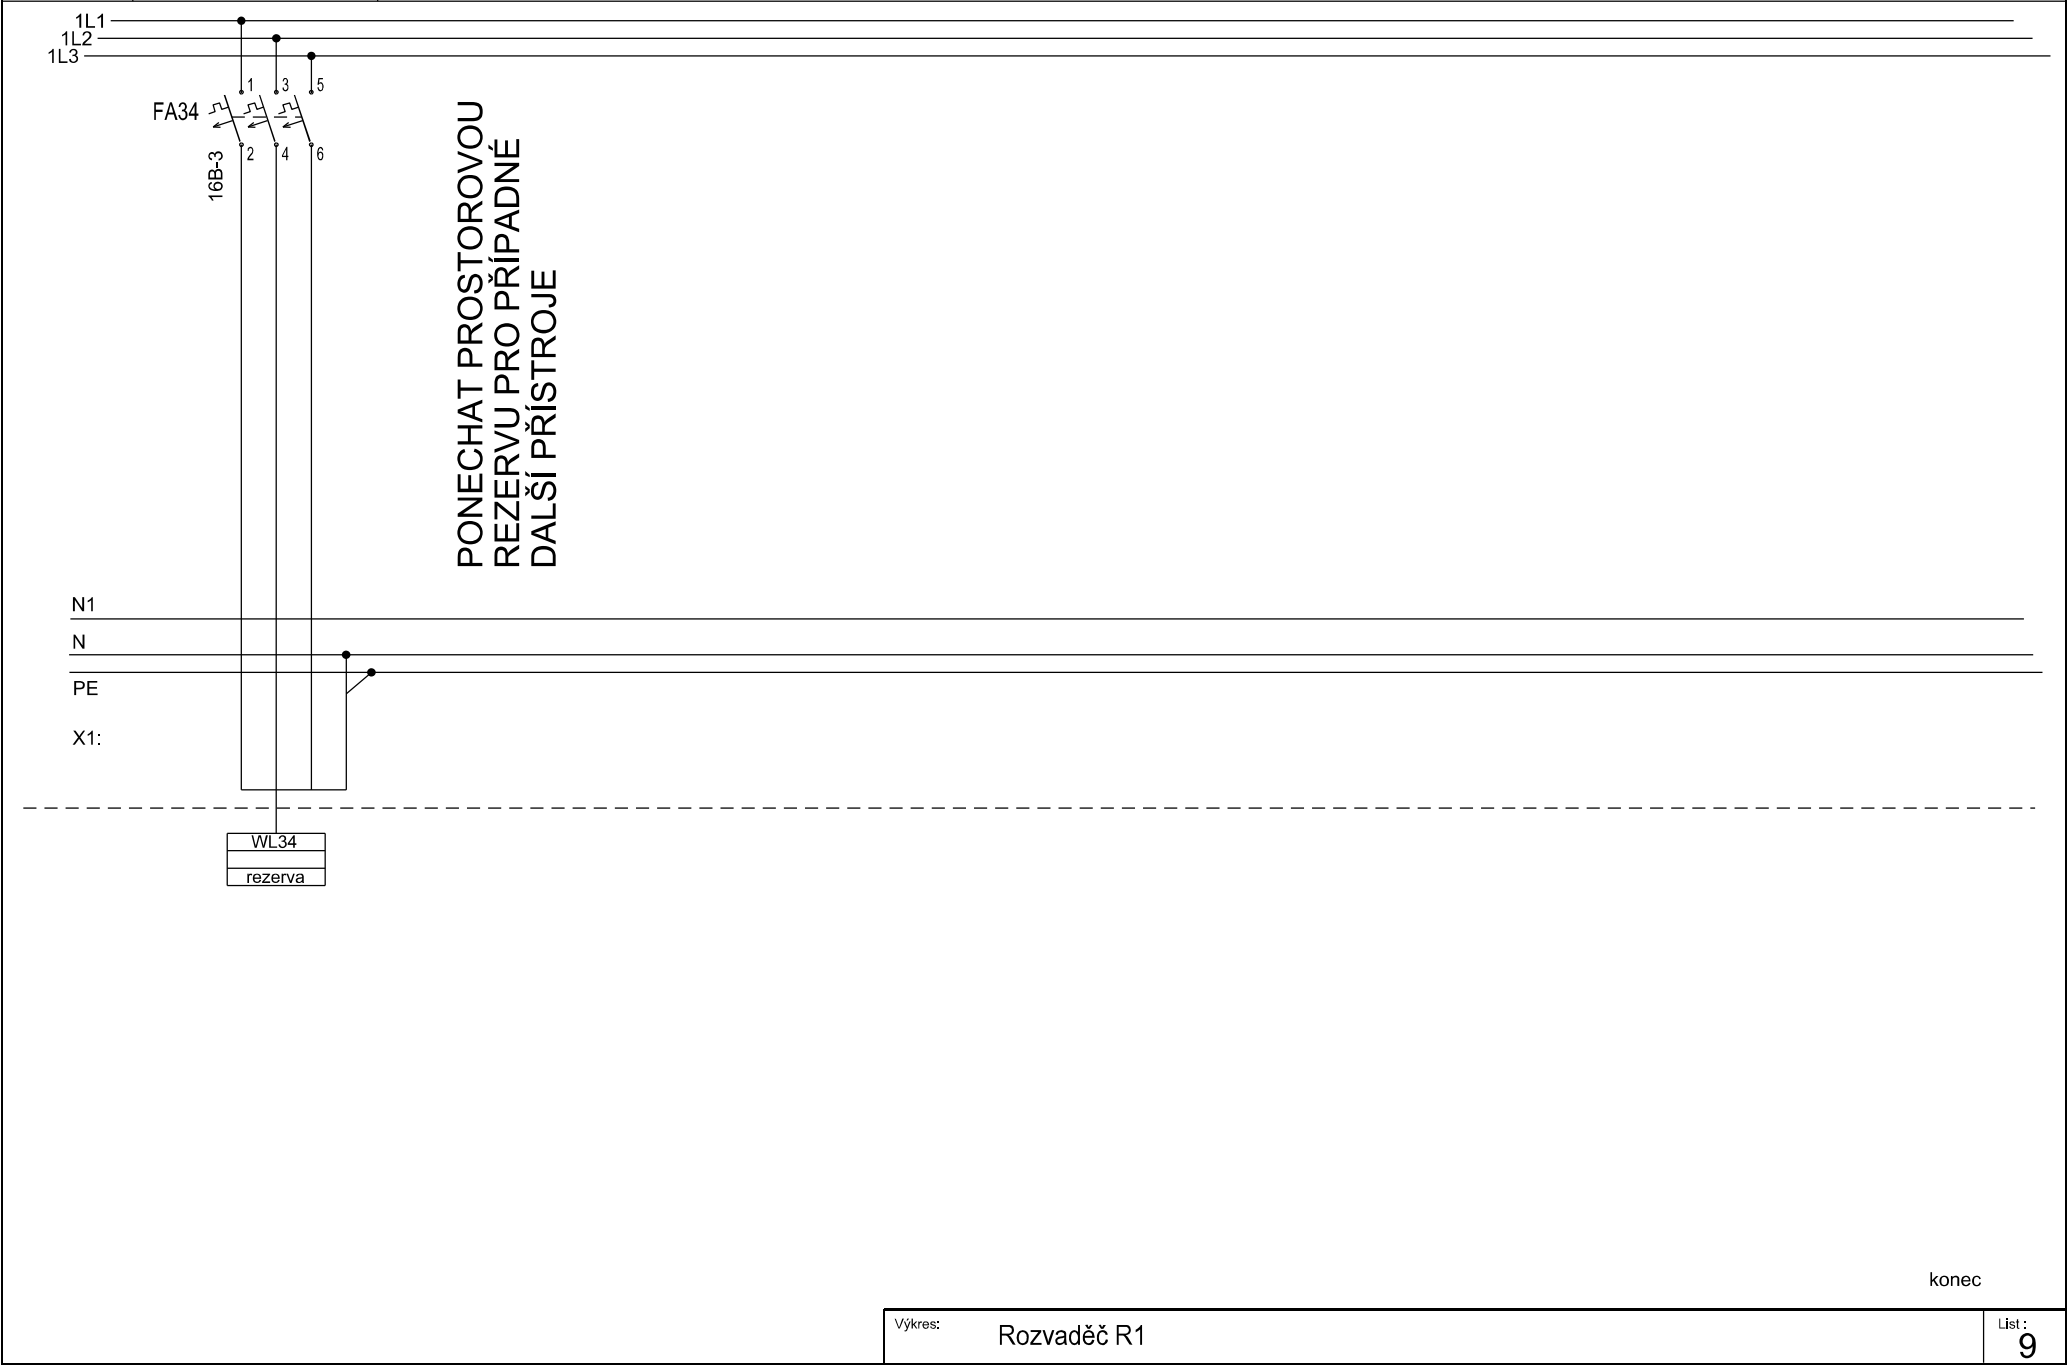 1L1
1L2
1L3
1 3 5
FA34
2 4 6
16B-3
PONECHAT PROSTOROVOU
REZERVU PRO PŘÍPADNÉ
DALŠÍ PŘÍSTROJE
N1
N
PE
X1:
WL34
rezerva
konec
Výkres:
Rozvaděč R1
List:
9